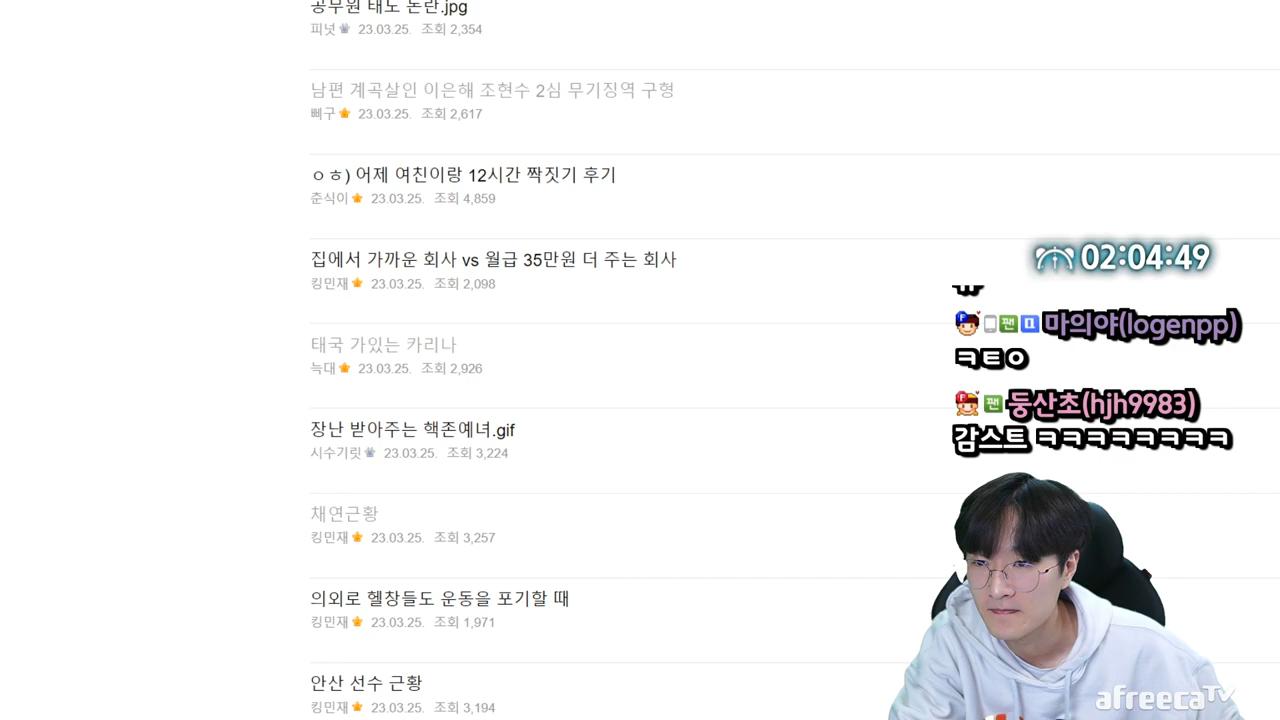 공무원 태도 논란.jpg
피넛 23.03.25. 조회 2,354
남편 계곡살인 이은해 조현수 2심 무기징역 구형
삐구 23.03.25. 조회 2,617
ㅇㅎ) 어제 여친이랑 12시간 짝짓기 후기
춘식이 23.03.25. 조회 4,859
집에서 가까운 회사 vs 월급 35만원 더 주는 회사
킹민재 23.03.25. 조회 2,098
태국 가있는 카리나
늑대 23.03.25. 조회 2,926
장난 받아주는 핵존예녀.gif
시수기릿 23.03.25. 조회 3,224
채연근황
킹민재 23.03.25. 조회 3,257
의외로 헬창들도 운동을 포기할 때
킹민재 23.03.25. 조회 1,971
안산 선수 근황
킹민재 23.03.25. 조회 3,194
02:04:49
F 팬 마의야(logenpp)
ㅋㅌㅇ
F 팬 둥산초(hjh9983)
감스트 ㅋㅋㅋㅋㅋㅋㅋㅋ
afreecaTV